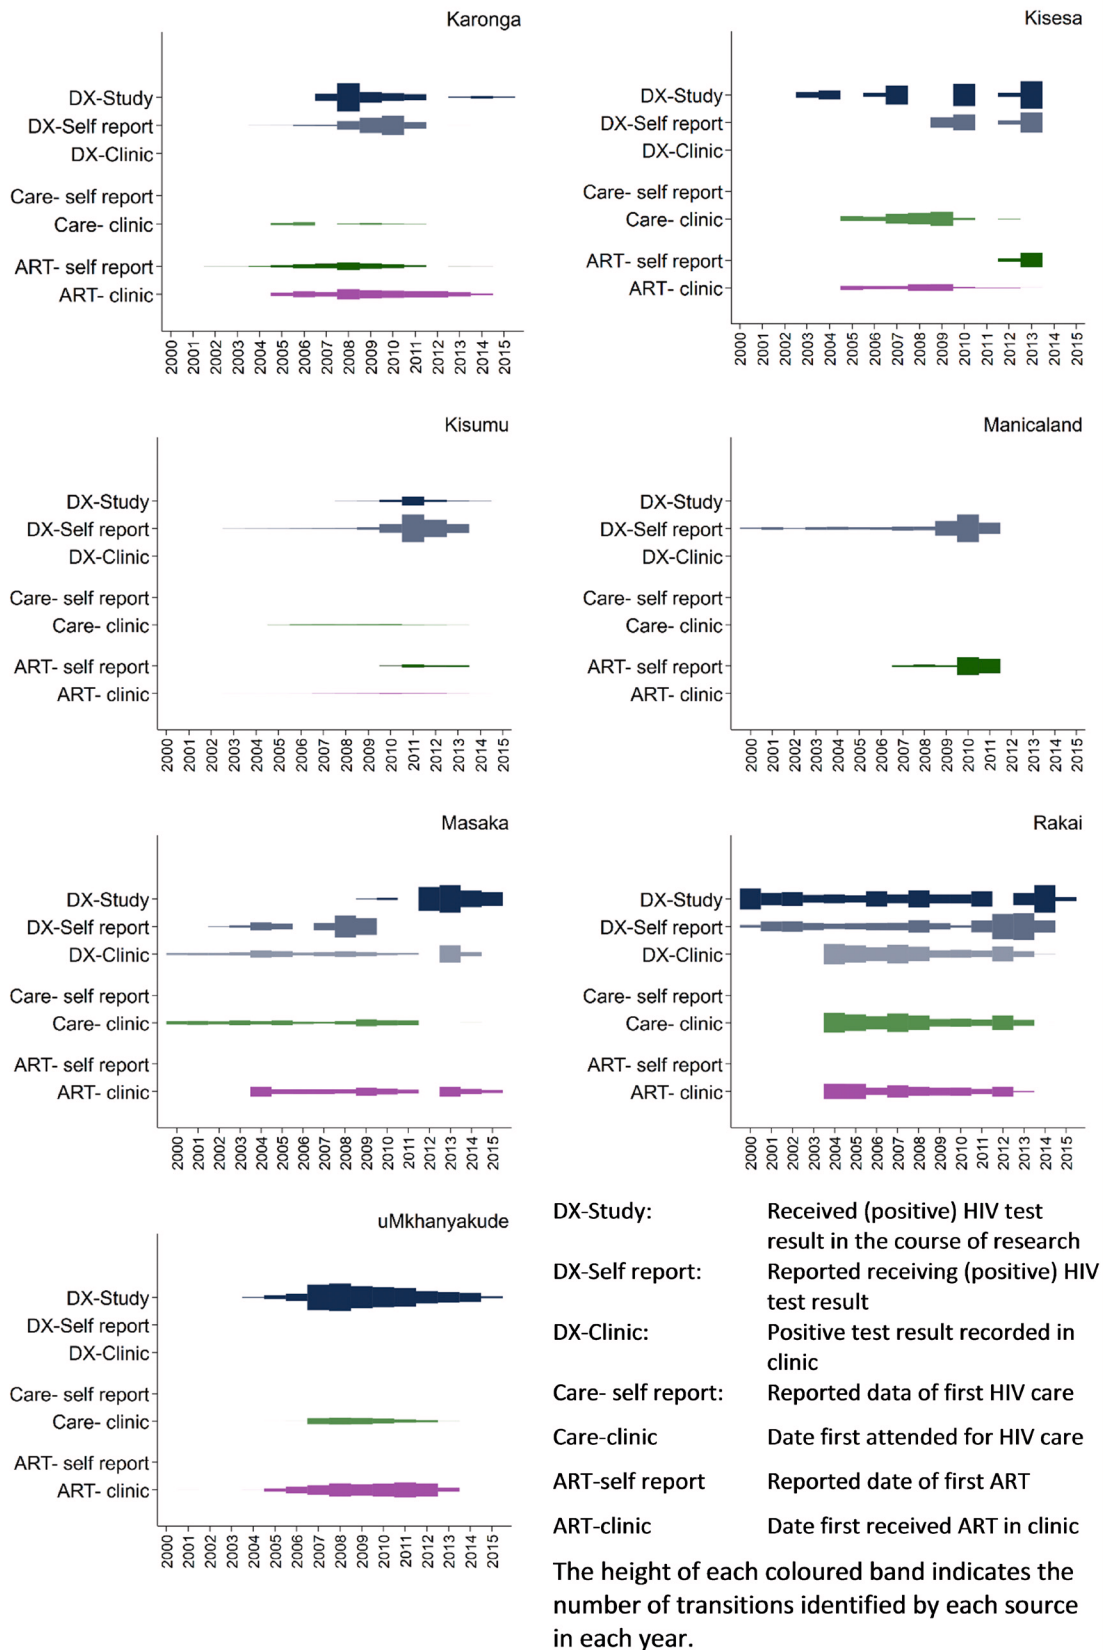 Karonga
DX-Study
DX-Self report
DX-Clinic
Care- self report
Care- clinic
ART- self report
ART- clinic
2000 2001 2002 2003 2004 2005 2006 2007 2008 2009 2010 2011 2012 2013 2014 2015
Kisesa
DX-Study
DX-Self report
DX-Clinic
Care- self report
Care- clinic
ART- self report
ART- clinic
2000 2001 2002 2003 2004 2005 2006 2007 2008 2009 2010 2011 2012 2013 2014 2015
Kisumu
DX-Study
DX-Self report
DX-Clinic
Care- self report
Care- clinic
ART- self report
ART- clinic
2000 2001 2002 2003 2004 2005 2006 2007 2008 2009 2010 2011 2012 2013 2014 2015
Manicaland
DX-Study
DX-Self report
DX-Clinic
Care- self report
Care- clinic
ART- self report
ART- clinic
2000 2001 2002 2003 2004 2005 2006 2007 2008 2009 2010 2011 2012 2013 2014 2015
Masaka
DX-Study
DX-Self report
DX-Clinic
Care- self report
Care- clinic
ART- self report
ART- clinic
2000 2001 2002 2003 2004 2005 2006 2007 2008 2009 2010 2011 2012 2013 2014 2015
Rakai
DX-Study
DX-Self report
DX-Clinic
Care- self report
Care- clinic
ART- self report
ART- clinic
2000 2001 2002 2003 2004 2005 2006 2007 2008 2009 2010 2011 2012 2013 2014 2015
uMkhanyakude
DX-Study
DX-Self report
DX-Clinic
Care- self report
Care- clinic
ART- self report
ART- clinic
2000 2001 2002 2003 2004 2005 2006 2007 2008 2009 2010 2011 2012 2013 2014 2015
DX-Study: Received (positive) HIV test
result in the course of research
DX-Self report: Reported receiving (positive) HIV
test result
DX-Clinic: Positive test result recorded in
clinic
Care- self report: Reported data of first HIV care
Care-clinic Date first attended for HIV care
ART-self report Reported date of first ART
ART-clinic Date first received ART in clinic
The height of each coloured band indicates the
number of transitions identified by each source
in each year.